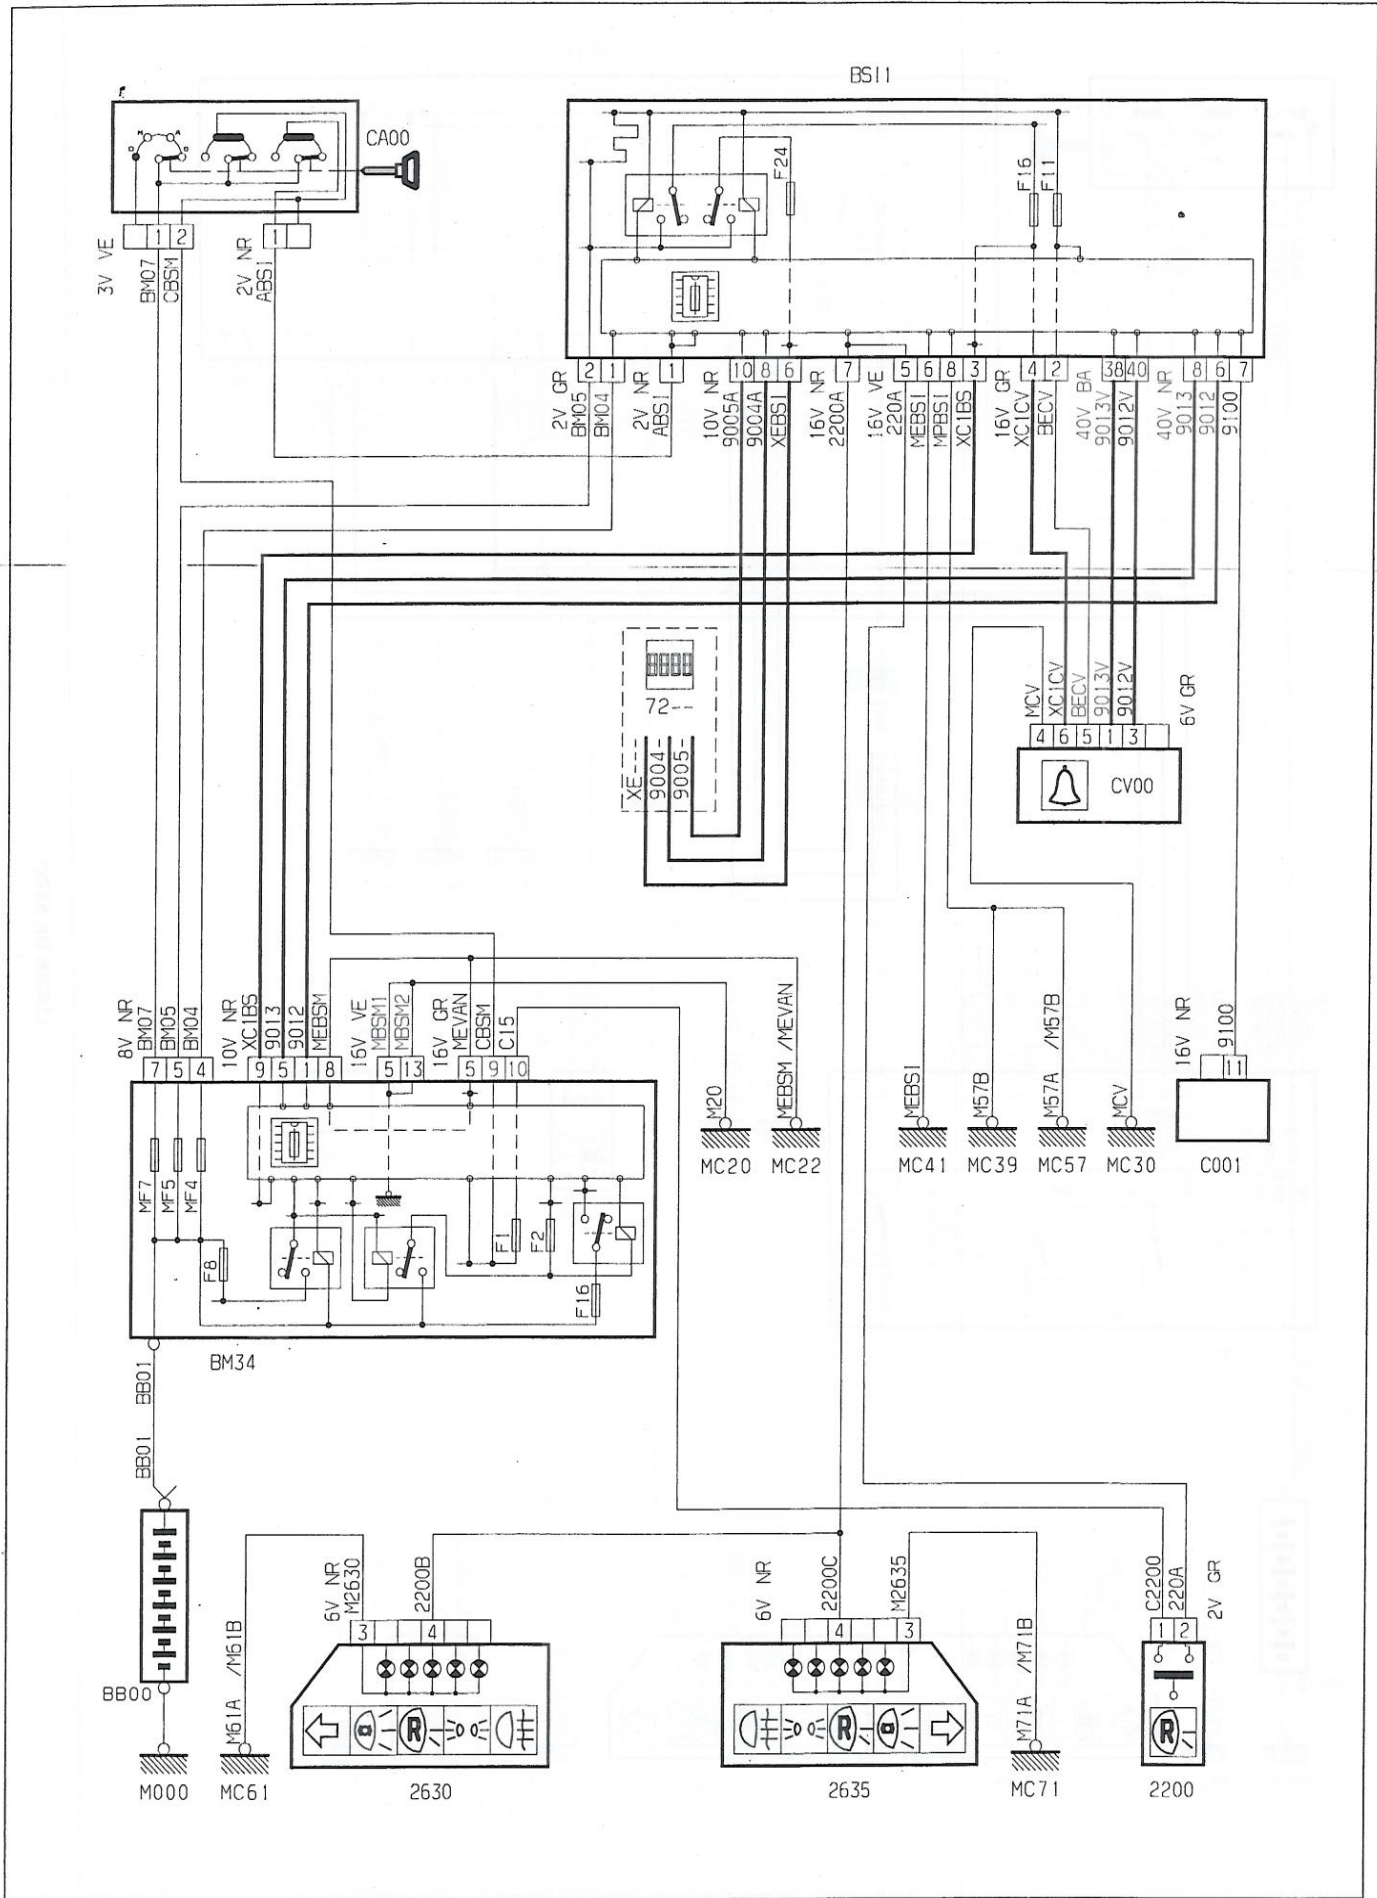 BSI1
CA00
F24
F16
F11
1 2
1
3V VE
BM07
CBSM
2V NR
ABSI
2 1
1
10 8 6
7
5 6 8 3
4 2
38 40
8 6 7
2V GR
BM05
BM04
2V NR
ABSI
10V NR
9005A
9004A
XEBSI
16V NR
2200A
16V VE
220A
MEBSI
MPBSI
XC1BS
16V GR
XC1CV
BECV
40V BA
9013V
9012V
40V NR
9013
9012
9100
72--
XE---
9004-
9005-
MCV
XC1CV
BECV
9013V
9012V
6V GR
4 6 5 1 3
CV00
8V NR
BM07
BM05
BM04
10V NR
XC1BS
9013
9012
MEBSM
16V VE
MBSM1
MBSM2
16V GR
MEVAN
CBSM
C15
7 5 4
9 5 1 8
5 13
5 9 10
M20
MEBSM /MEVAN
MEBSI
M57B
M57A /M57B
MCV
16V NR
9100
11
MC20
MC22
MC41
MC39
MC57
MC30
C001
MF7
MF5
MF4
F8
F1
F2
F16
BM34
BB01
BB01
BB00
M000
M61A /M61B
MC61
6V NR
M2630
2200B
3 4
R
2630
6V NR
2200C
M2635
4 3
R
2635
M71A /M71B
MC71
C2200
220A
2V GR
1 2
R
2200